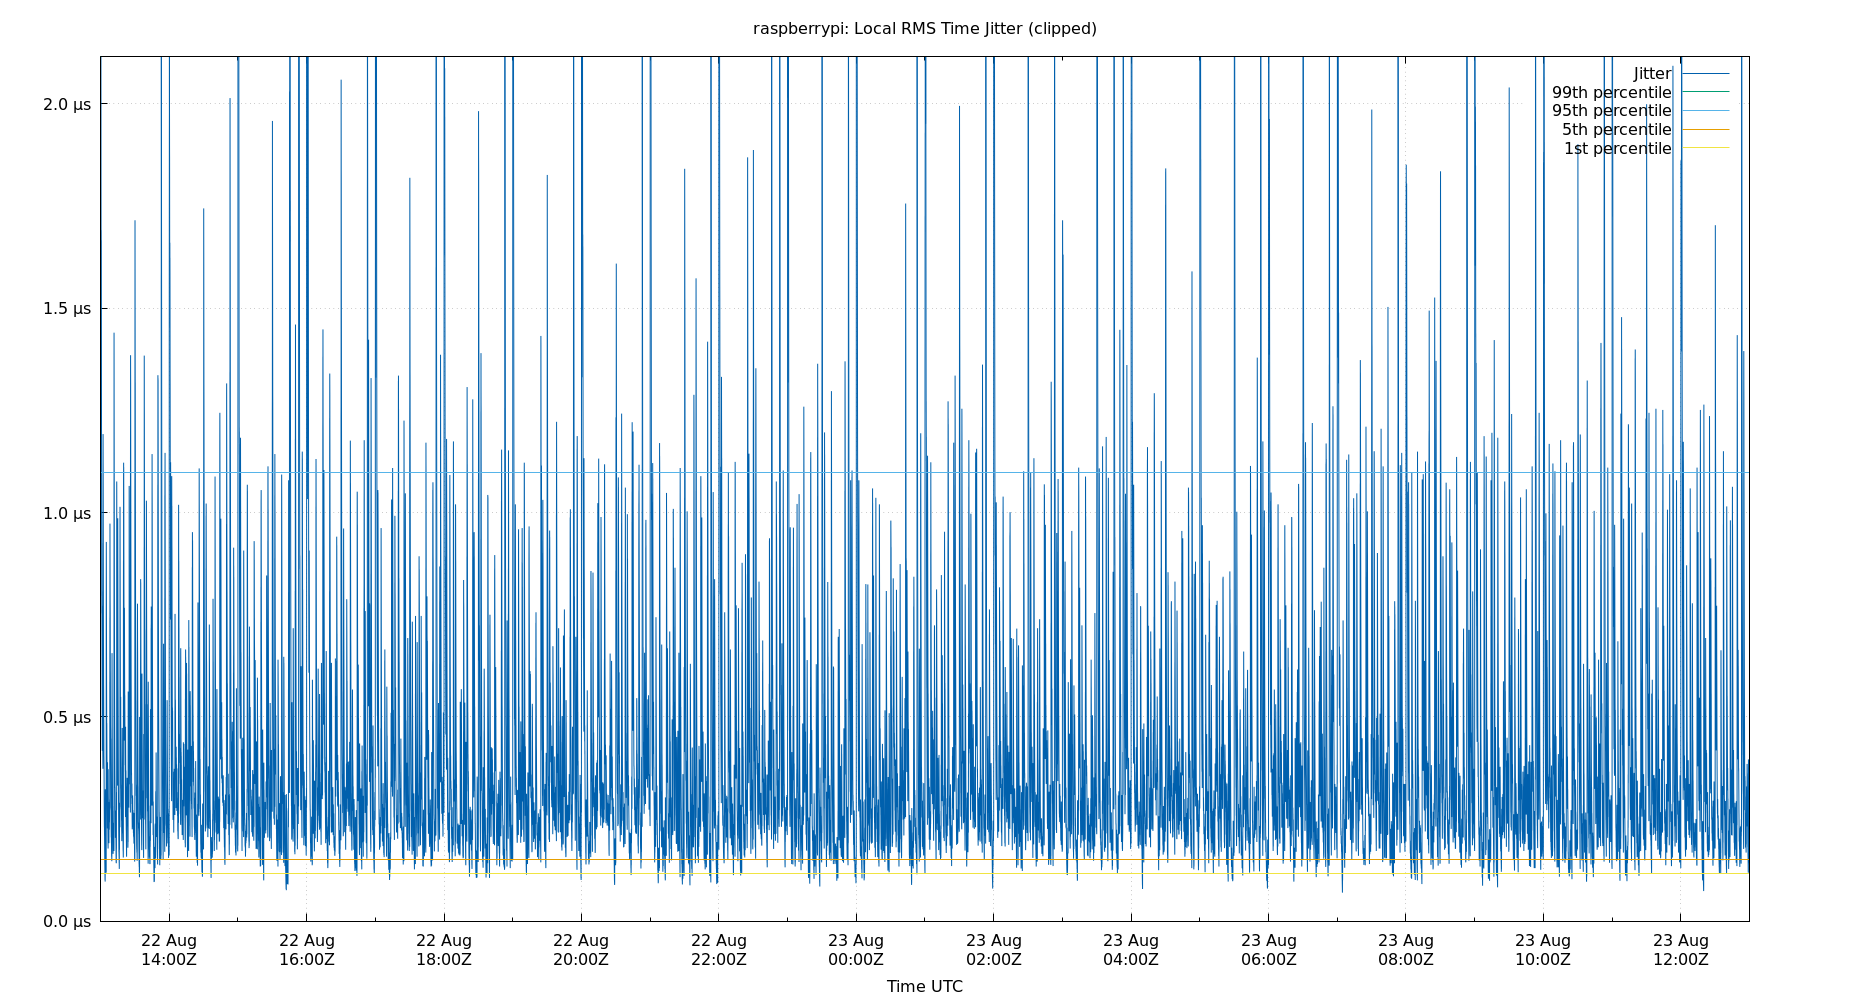 raspberrypi: Local RMS Time Jitter (clipped)
Jitter
99th percentile
95th percentile
5th percentile
1st percentile
2.0 µs
1.5 µs
1.0 µs
0.5 µs
0.0 µs
22 Aug 22 Aug 22 Aug 22 Aug 22 Aug 23 Aug 23 Aug 23 Aug 23 Aug 23 Aug 23 Aug 23 Aug
14:00Z 16:00Z 18:00Z 20:00Z 22:00Z 00:00Z 02:00Z 04:00Z 06:00Z 08:00Z 10:00Z 12:00Z
Time UTC